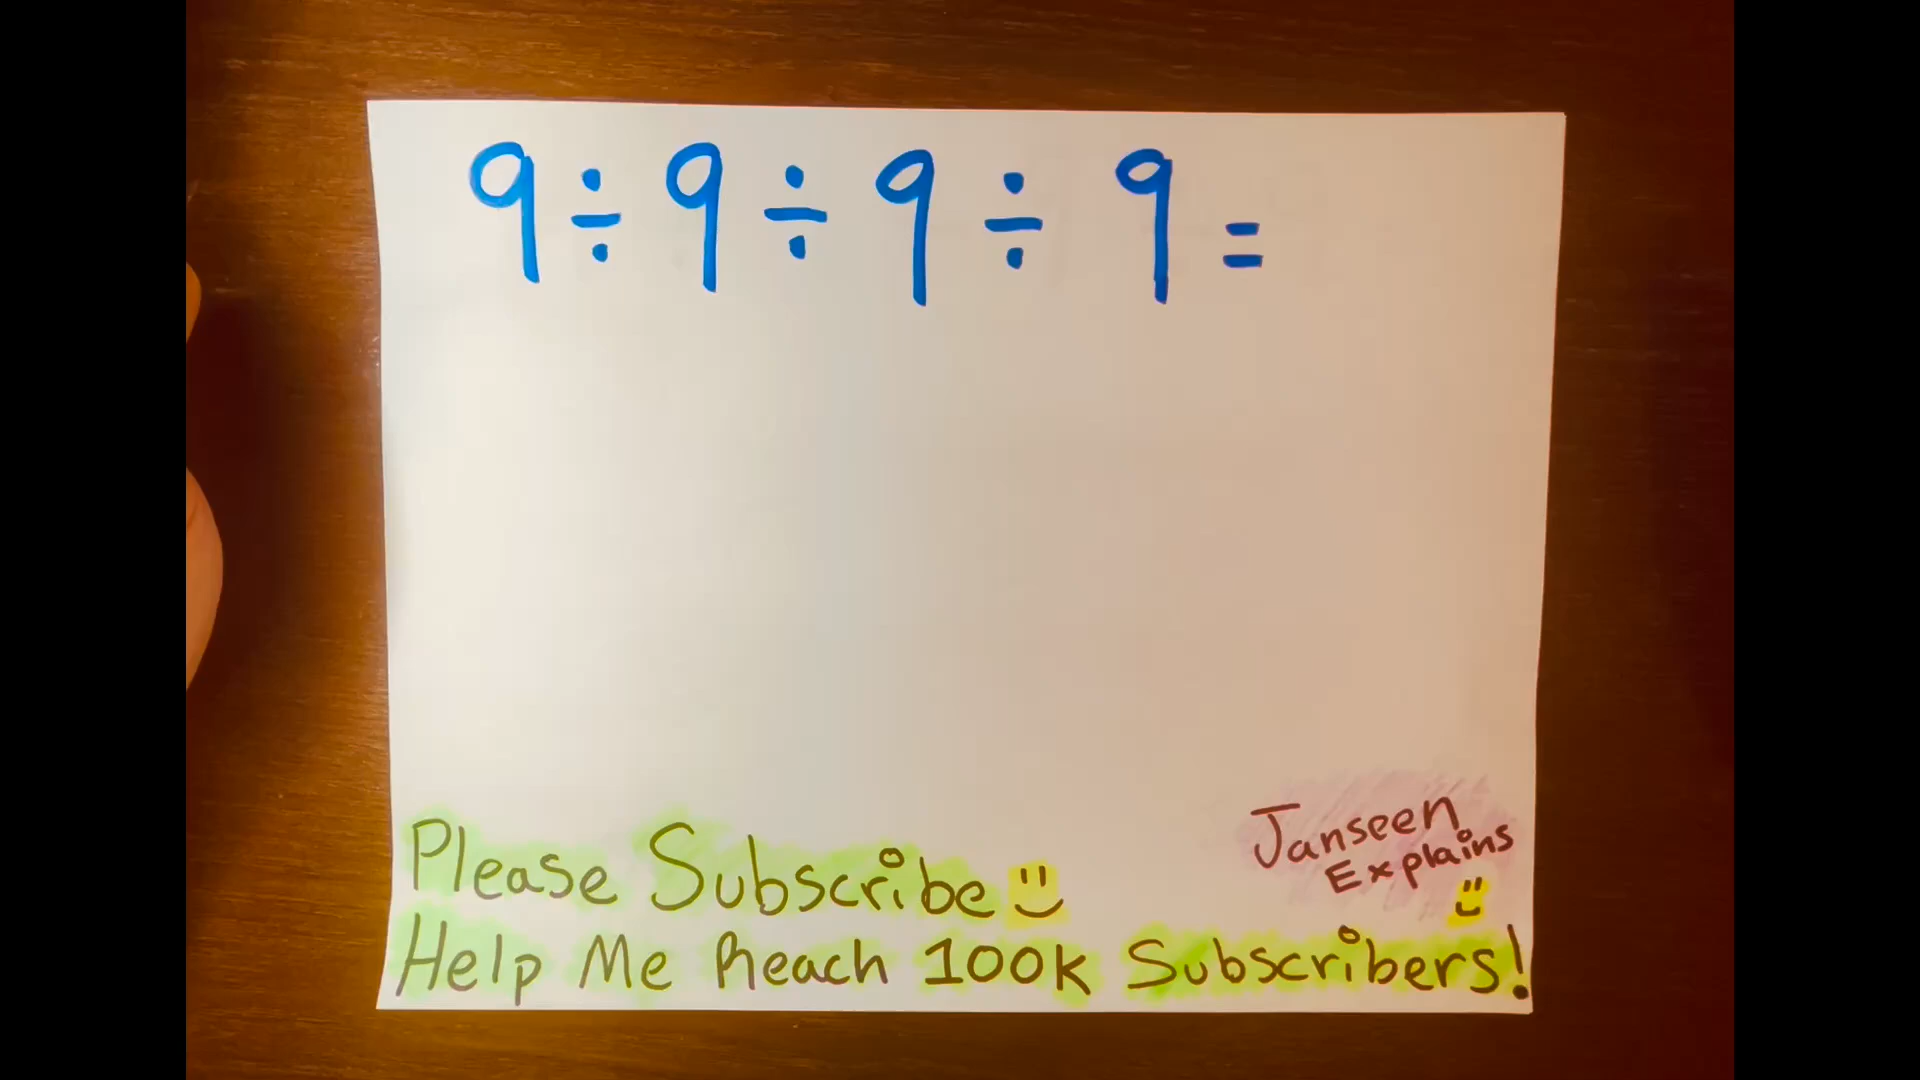 9 ÷ 9 ÷ 9 ÷ 9 =
Janseen
Explains
Please Subscribe
Help Me Reach 100k Subscribers!